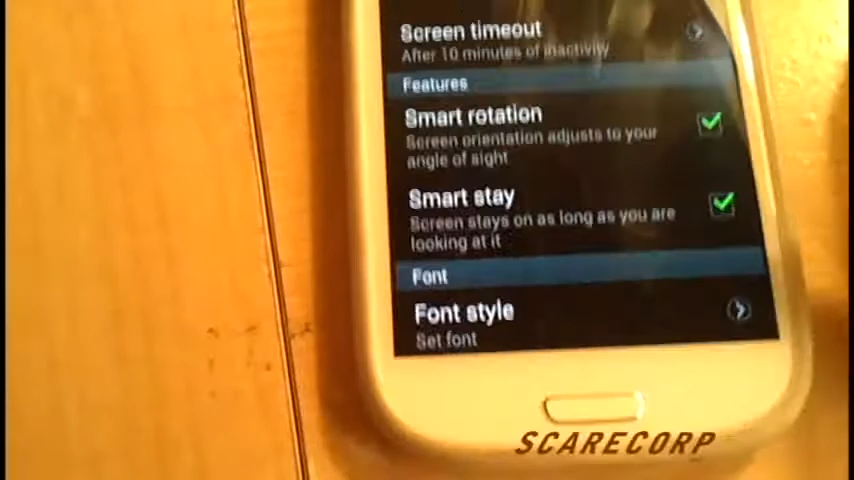 Screen timeout
After 10 minutes of inactivity
Features
Smart rotation
Screen orientation adjusts to your
angle of sight
Smart stay
Screen stays on as long as you are
looking at it
Font
Font style
Set font
SCARECORP